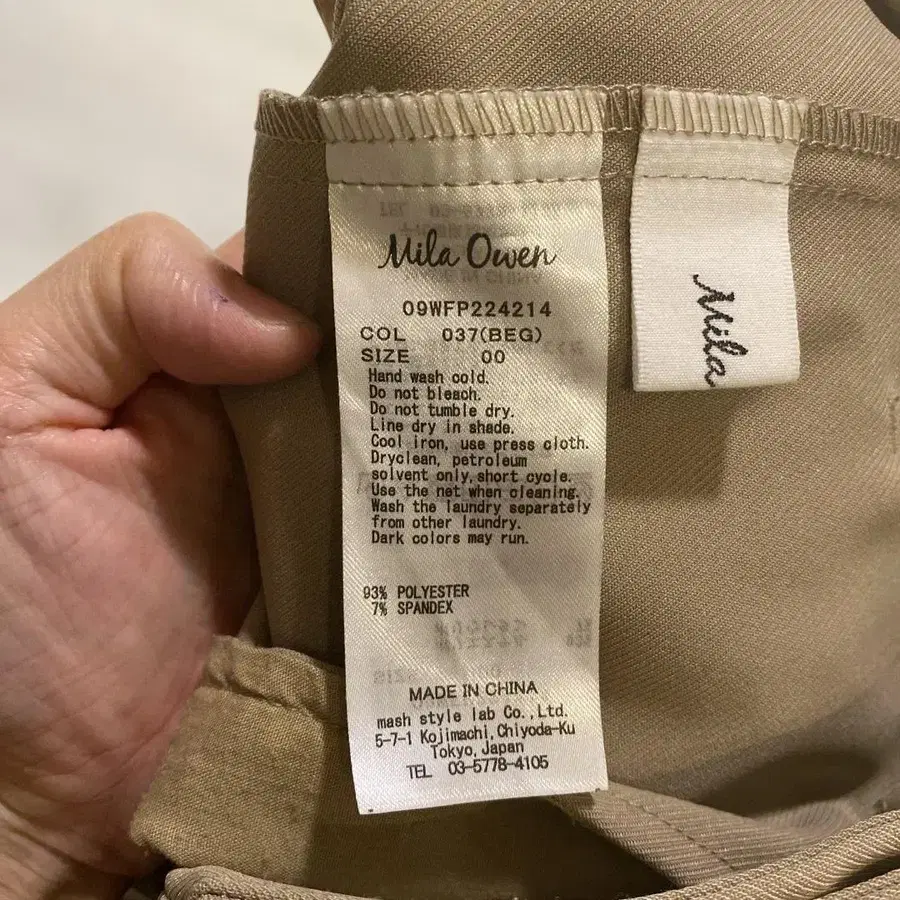 Mila Owen
09WFP224214
COL 037(BEG)
SIZE 00
Hand wash cold.
Do not bleach.
Do not tumble dry.
Line dry in shade.
Cool iron, use press cloth.
Dryclean, petroleum
solvent only, short cycle.
Use the net when cleaning.
Wash the laundry separately
from other laundry.
Dark colors may run.
93% POLYESTER
7% SPANDEX
MADE IN CHINA
mash style lab Co., Ltd.
5-7-1 Kojimachi, Chiyoda-Ku
Tokyo, Japan
TEL 03-5778-4105
Mila